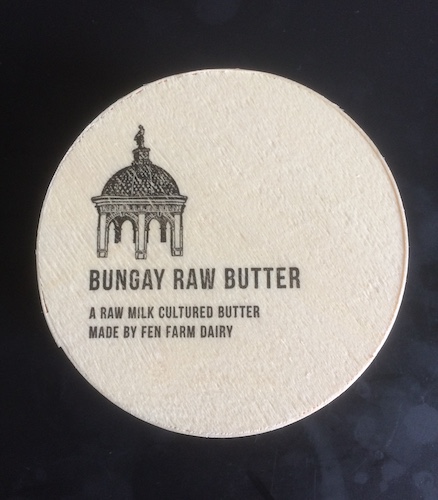 BUNGAY RAW BUTTER
A RAW MILK CULTURED BUTTER
MADE BY FEN FARM DAIRY